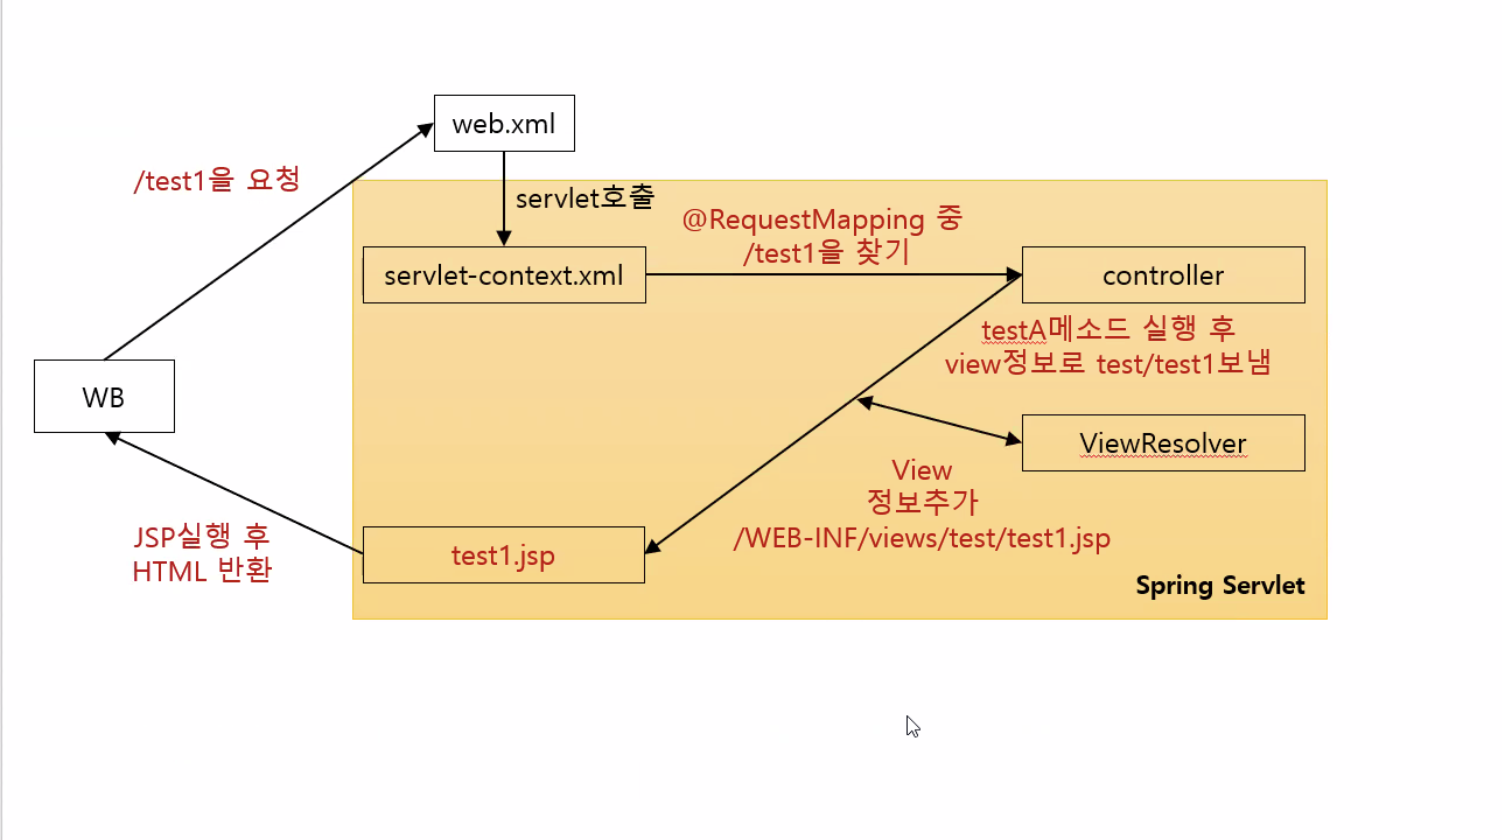 web.xml
/test1을 요청
servlet호출
@RequestMapping 중
/test1을 찾기
servlet-context.xml
controller
testA메소드 실행 후
view정보로 test/test1보냄
WB
ViewResolver
View
정보추가
/WEB-INF/views/test/test1.jsp
JSP실행 후
HTML 반환
test1.jsp
Spring Servlet